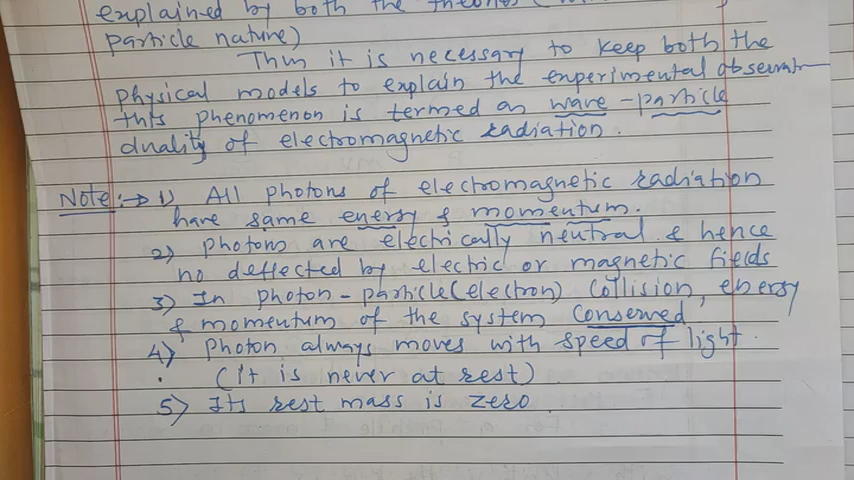 explained by both the
particle nature)
Thus it is necessary to keep both the
physical models to explain the experimental observat
this phenomenon is termed as wave-particle
duality of electromagnetic radiation.
Note:→ 1) All photons of electromagnetic radiation
have same energy & momentum.
2) photons are electrically neutral & hence
no deflected by electric or magnetic fields
3) In photon-particle (electron) collision, energy
& momentum of the system conserved
4) photon always moves with speed of light.
(it is never at rest)
5) Its rest mass is zero